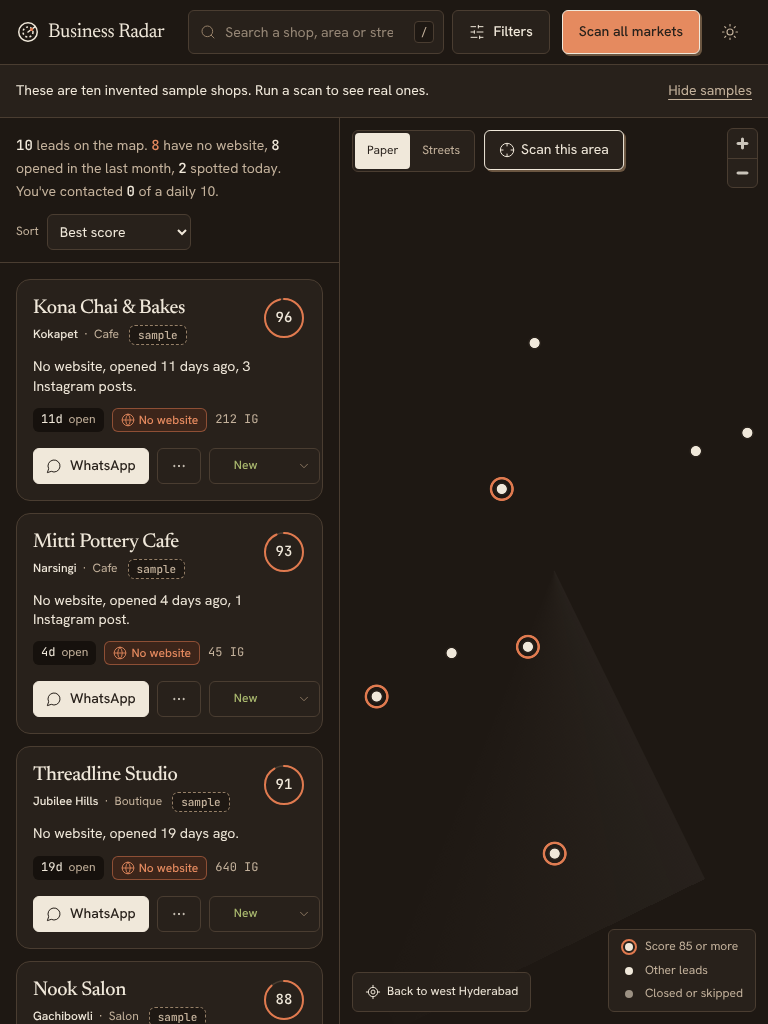 Business Radar
Search a shop, area or stre
/
Filters
Scan all markets
These are ten invented sample shops. Run a scan to see real ones.
Hide samples
10 leads on the map. 8 have no website, 8
opened in the last month, 2 spotted today.
You've contacted 0 of a daily 10.
Sort
Best score
Paper
Streets
Scan this area
+
−
Kona Chai & Bakes
96
Kokapet · Cafe
sample
No website, opened 11 days ago, 3
Instagram posts.
11d open
No website
212 IG
WhatsApp
...
New
Mitti Pottery Cafe
93
Narsingi · Cafe
sample
No website, opened 4 days ago, 1
Instagram post.
4d open
No website
45 IG
WhatsApp
...
New
Threadline Studio
91
Jubilee Hills · Boutique
sample
No website, opened 19 days ago.
19d open
No website
640 IG
WhatsApp
...
New
Nook Salon
88
Gachibowli · Salon
sample
Back to west Hyderabad
Score 85 or more
Other leads
Closed or skipped